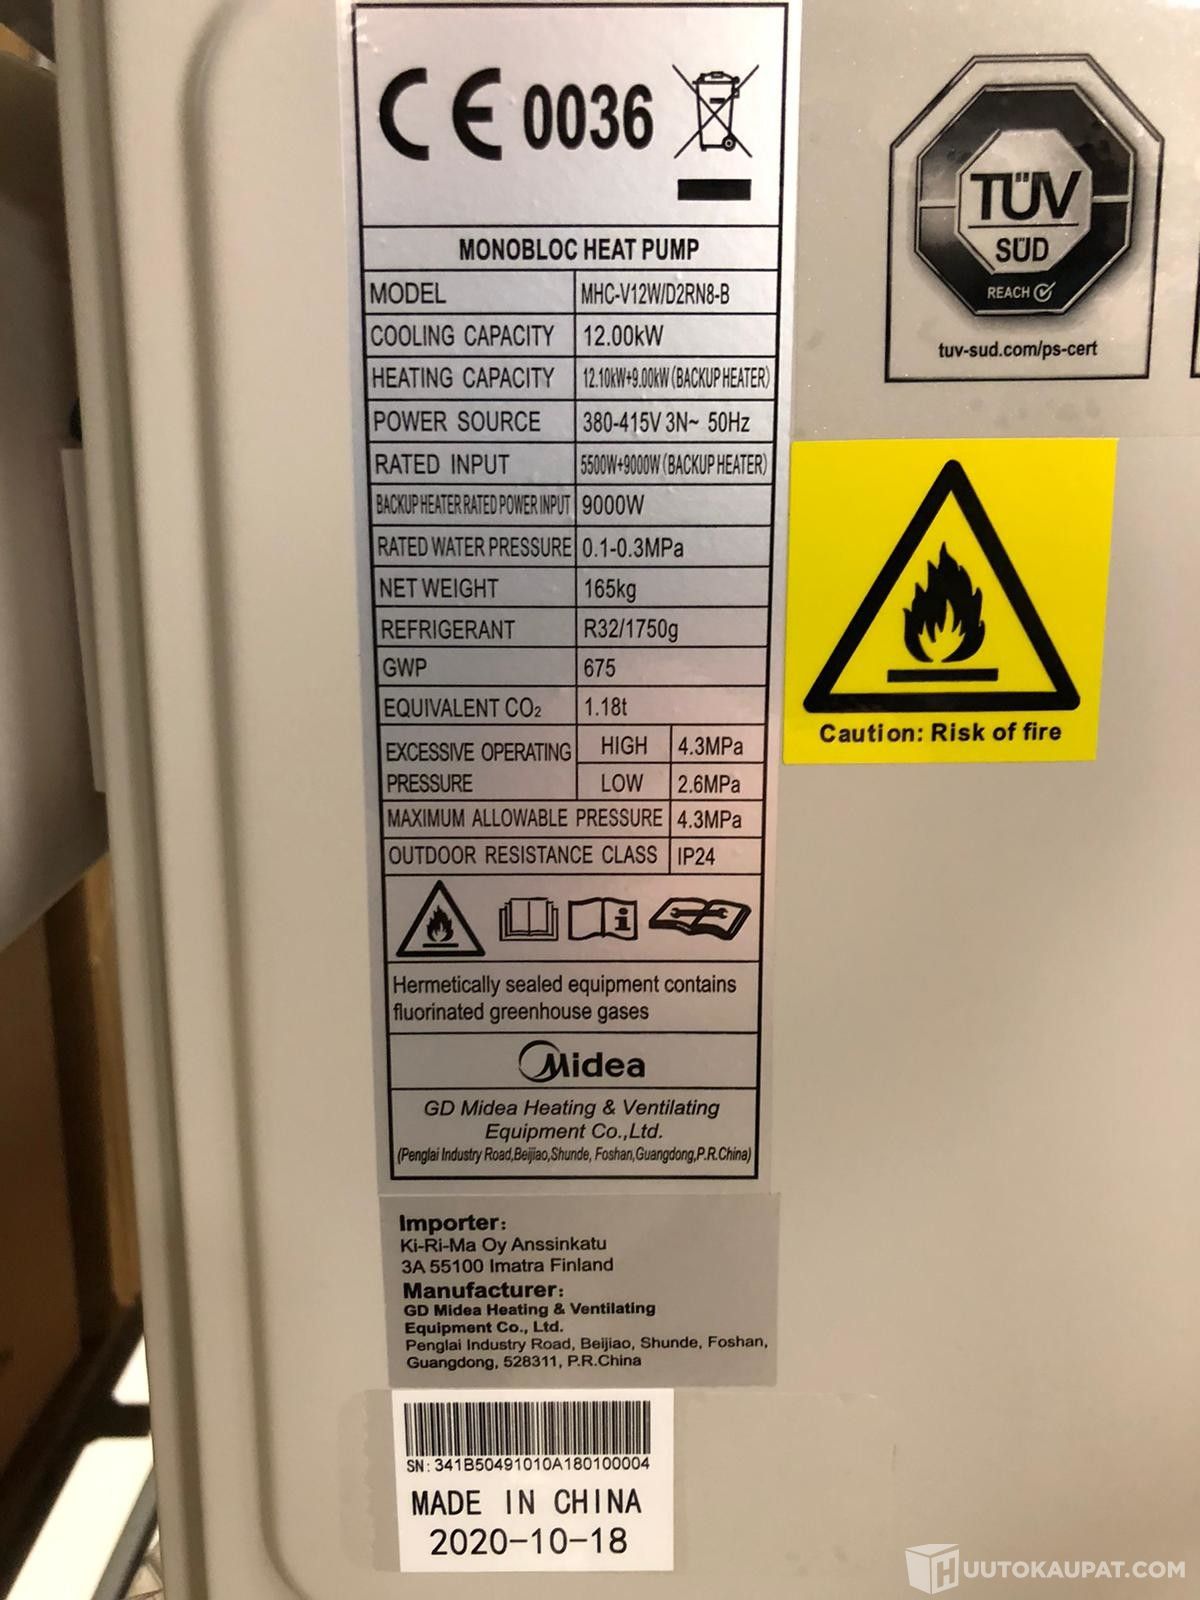 CE 0036
MONOBLOC HEAT PUMP
MODEL MHC-V12W/D2RN8-B
COOLING CAPACITY 12.00kW
HEATING CAPACITY 12.10kW+9.00kW (BACKUP HEATER)
POWER SOURCE 380-415V 3N~ 50Hz
RATED INPUT 5500W+9000W (BACKUP HEATER)
BACKUP HEATER RATED POWER INPUT 9000W
RATED WATER PRESSURE 0.1-0.3MPa
NET WEIGHT 165kg
REFRIGERANT R32/1750g
GWP 675
EQUIVALENT CO₂ 1.18t
EXCESSIVE OPERATING PRESSURE HIGH 4.3MPa
LOW 2.6MPa
MAXIMUM ALLOWABLE PRESSURE 4.3MPa
OUTDOOR RESISTANCE CLASS IP24
Hermetically sealed equipment contains
fluorinated greenhouse gases
Midea
GD Midea Heating & Ventilating
Equipment Co.,Ltd.
(Penglai Industry Road,Beijiao,Shunde, Foshan,Guangdong,P.R.China)
Importer:
Ki-Ri-Ma Oy Anssinkatu
3A 55100 Imatra Finland
Manufacturer:
GD Midea Heating & Ventilating
Equipment Co., Ltd.
Penglai Industry Road, Beijiao, Shunde, Foshan,
Guangdong, 528311, P.R.China
SN: 341B50491010A180100004
MADE IN CHINA
2020-10-18
TÜV
SÜD
REACH
tuv-sud.com/ps-cert
Caution: Risk of fire
HUUTOKAUPAT.COM